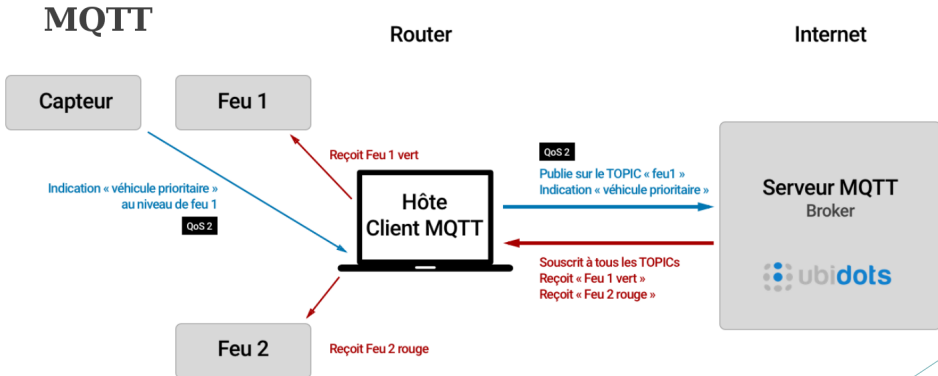 MQTT
Router
Internet
Capteur
Feu 1
Reçoit Feu 1 vert
Indication « véhicule prioritaire »
au niveau de feu 1
QoS 2
Hôte
Client MQTT
QoS 2
Publie sur le TOPIC « feu1 »
Indication « véhicule prioritaire »
Souscrit à tous les TOPICs
Reçoit « Feu 1 vert »
Reçoit « Feu 2 rouge »
Serveur MQTT
Broker
ubidots
Feu 2
Reçoit Feu 2 rouge